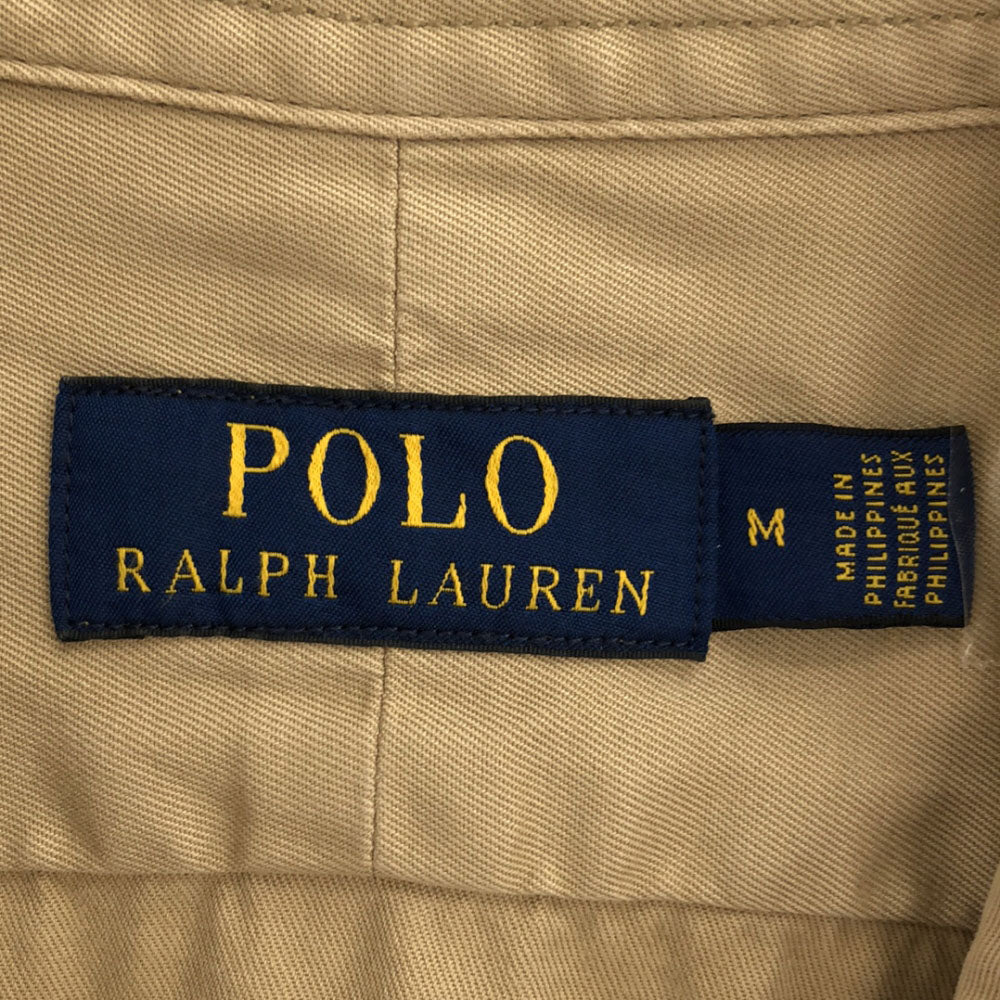 POLO
RALPH LAUREN
M
MADE IN
PHILIPPINES
FABRIQUÉ AUX
PHILIPPINES